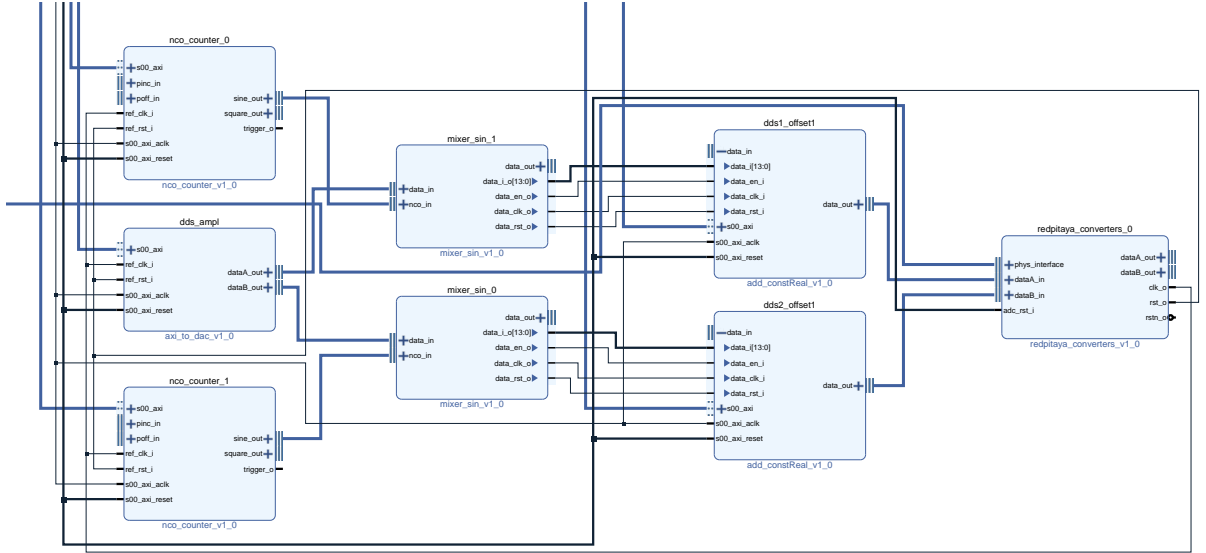 nco_counter_0
s00_axi
pinc_in
poff_in
ref_clk_i
ref_rst_i
s00_axi_aclk
s00_axi_reset
sine_out
square_out
trigger_o
nco_counter_v1_0
dds_ampl
s00_axi
ref_clk_i
ref_rst_i
s00_axi_aclk
s00_axi_reset
dataA_out
dataB_out
axi_to_dac_v1_0
nco_counter_1
s00_axi
pinc_in
poff_in
ref_clk_i
ref_rst_i
s00_axi_aclk
s00_axi_reset
sine_out
square_out
trigger_o
nco_counter_v1_0
mixer_sin_1
data_in
nco_in
data_out
data_i_o[13:0]
data_en_o
data_clk_o
data_rst_o
mixer_sin_v1_0
mixer_sin_0
data_in
nco_in
data_out
data_i_o[13:0]
data_en_o
data_clk_o
data_rst_o
mixer_sin_v1_0
dds1_offset1
data_in
data_i[13:0]
data_en_i
data_clk_i
data_rst_i
s00_axi
s00_axi_aclk
s00_axi_reset
data_out
add_constReal_v1_0
dds2_offset1
data_in
data_i[13:0]
data_en_i
data_clk_i
data_rst_i
s00_axi
s00_axi_aclk
s00_axi_reset
data_out
add_constReal_v1_0
redpitaya_converters_0
phys_interface
dataA_in
dataB_in
adc_rst_i
dataA_out
dataB_out
clk_o
rst_o
rstn_o
redpitaya_converters_v1_0